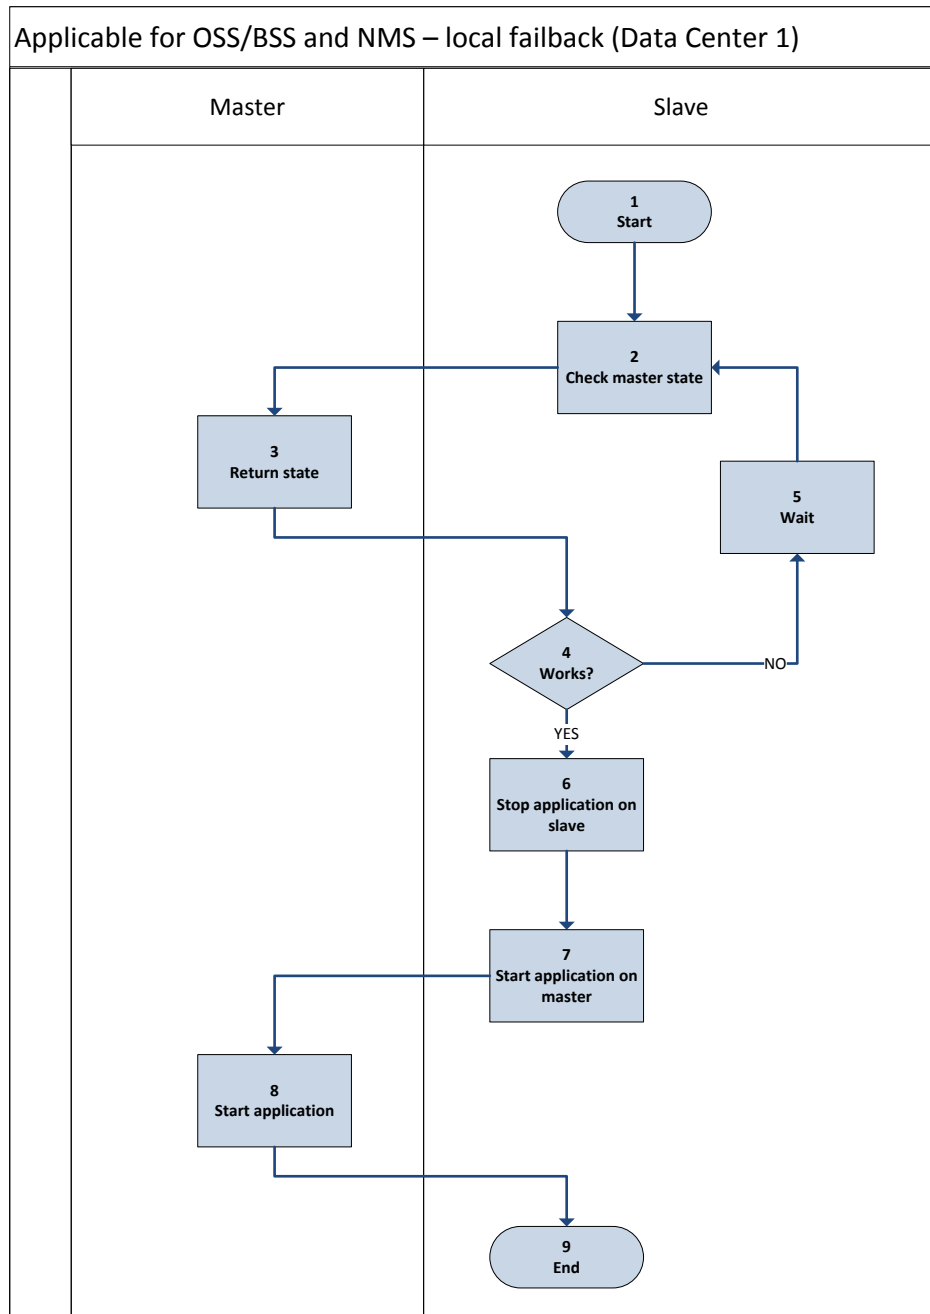 Applicable for OSS/BSS and NMS – local failback (Data Center 1)
Master
Slave
1
Start
2
Check master state
3
Return state
5
Wait
4
Works?
NO
YES
6
Stop application on
slave
7
Start application on
master
8
Start application
9
End